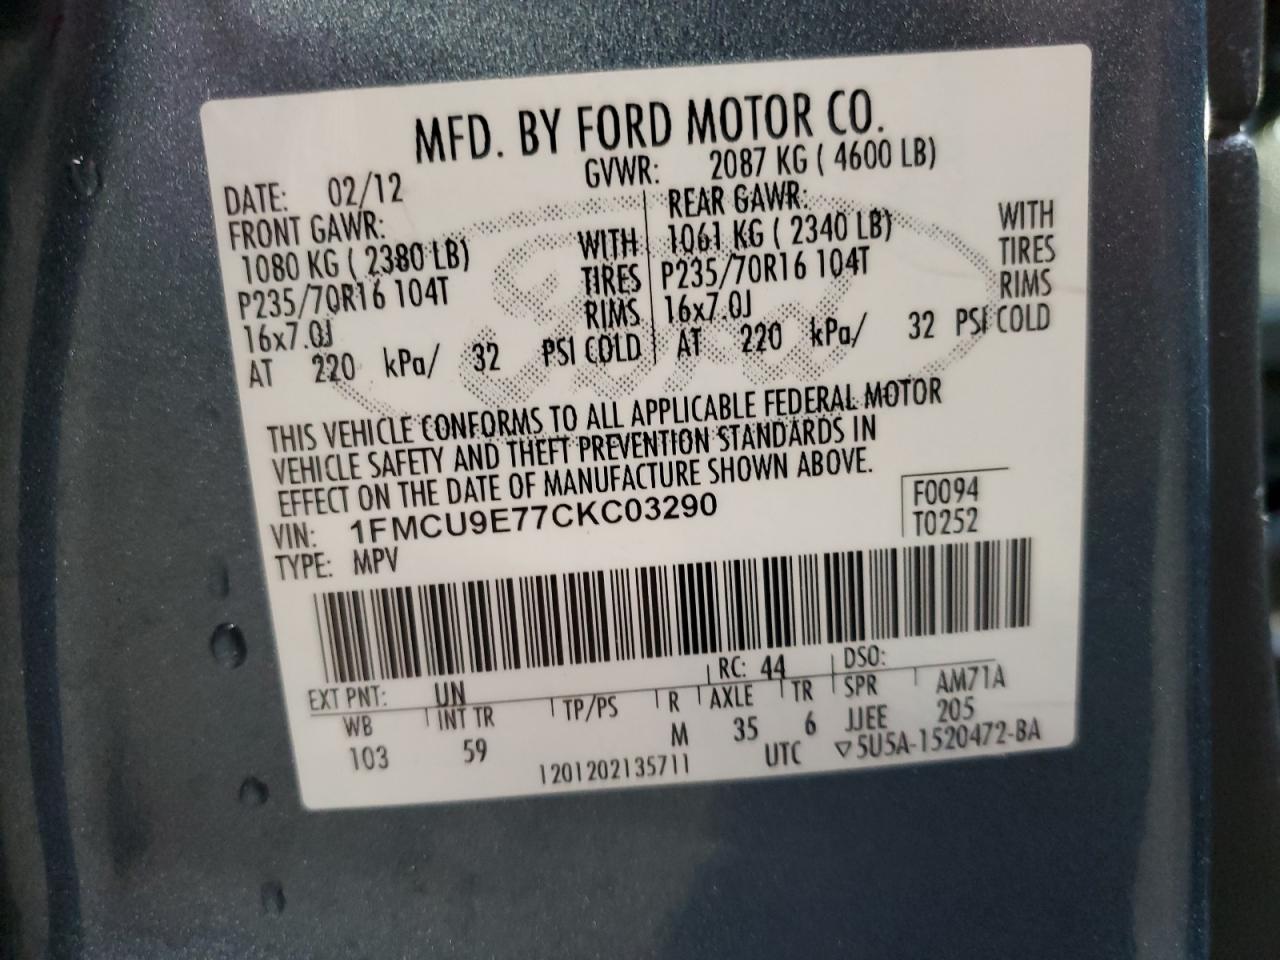 MFD. BY FORD MOTOR CO.
DATE: 02/12 GVWR: 2087 KG ( 4600 LB)
FRONT GAWR: REAR GAWR:
1080 KG ( 2380 LB) WITH 1061 KG ( 2340 LB) WITH
P235/70R16 104T TIRES P235/70R16 104T TIRES
16x7.0J RIMS 16x7.0J RIMS
AT 220 kPa/ 32 PSI COLD AT 220 kPa/ 32 PSI COLD
THIS VEHICLE CONFORMS TO ALL APPLICABLE FEDERAL MOTOR
VEHICLE SAFETY AND THEFT PREVENTION STANDARDS IN
EFFECT ON THE DATE OF MANUFACTURE SHOWN ABOVE.
VIN: 1FMCU9E77CKC03290 F0094
TYPE: MPV T0252
EXT PNT: UN RC: 44 DSO:
WB INT TR TP/PS R AXLE TR SPR AM71A
103 59 M 35 6 JJEE 205
1201202135711 UTC ▽5U5A-1520472-BA
Ford